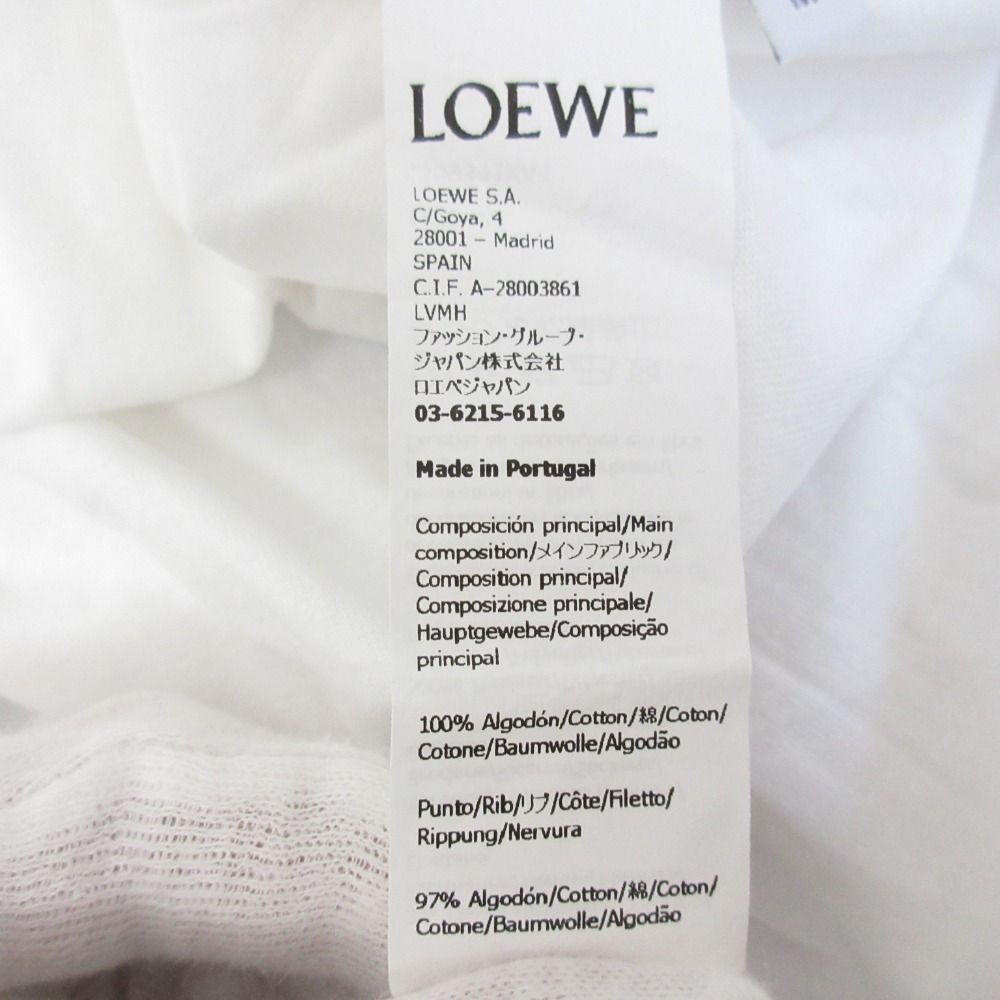 LOEWE
LOEWE S.A.
C/Goya, 4
28001 – Madrid
SPAIN
C.I.F. A-28003861
LVMH
ファッション・グループ・
ジャパン株式会社
ロエベジャパン
03-6215-6116
Made in Portugal
Composición principal/Main
composition/メインファブリック/
Composition principal/
Composizione principale/
Hauptgewebe/Composição
principal
100% Algodón/Cotton/綿/Coton/
Cotone/Baumwolle/Algodão
Punto/Rib/リブ/Côte/Filetto/
Rippung/Nervura
97% Algodón/Cotton/綿/Coton/
Cotone/Baumwolle/Algodão